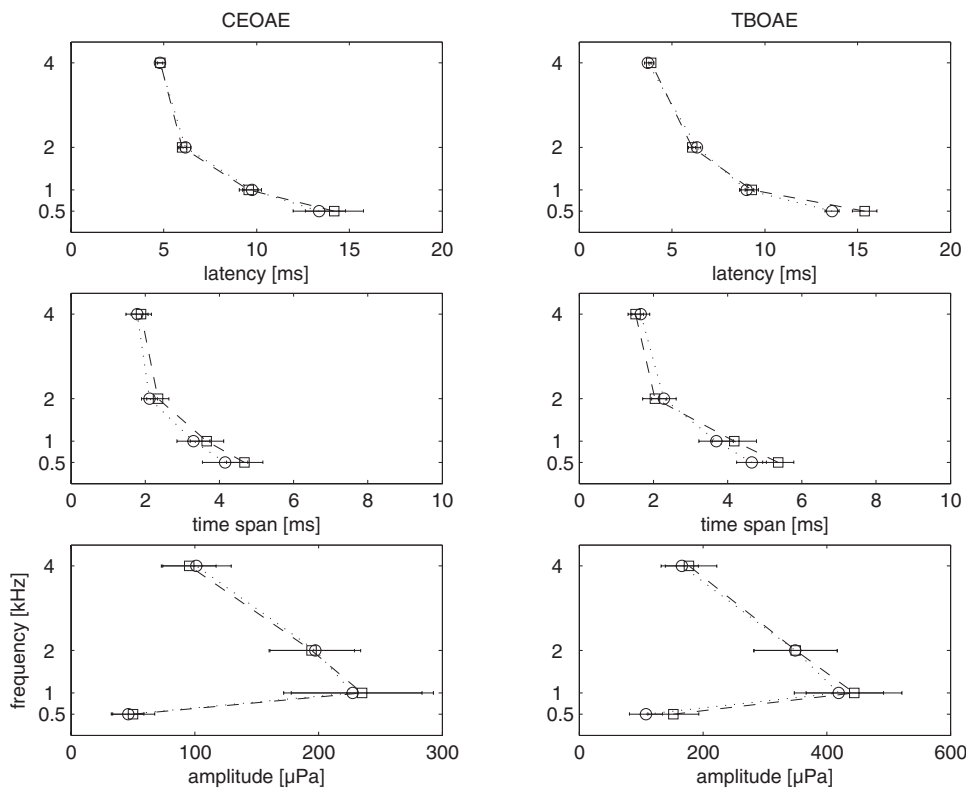 CEOAE
TBOAE
4
2
1
0.5
0 5 10 15 20
latency [ms]
4
2
1
0.5
0 5 10 15 20
latency [ms]
4
2
1
0.5
0 2 4 6 8 10
time span [ms]
4
2
1
0.5
0 2 4 6 8 10
time span [ms]
frequency [kHz]
4
2
1
0.5
0 100 200 300
amplitude [µPa]
4
2
1
0.5
0 200 400 600
amplitude [µPa]